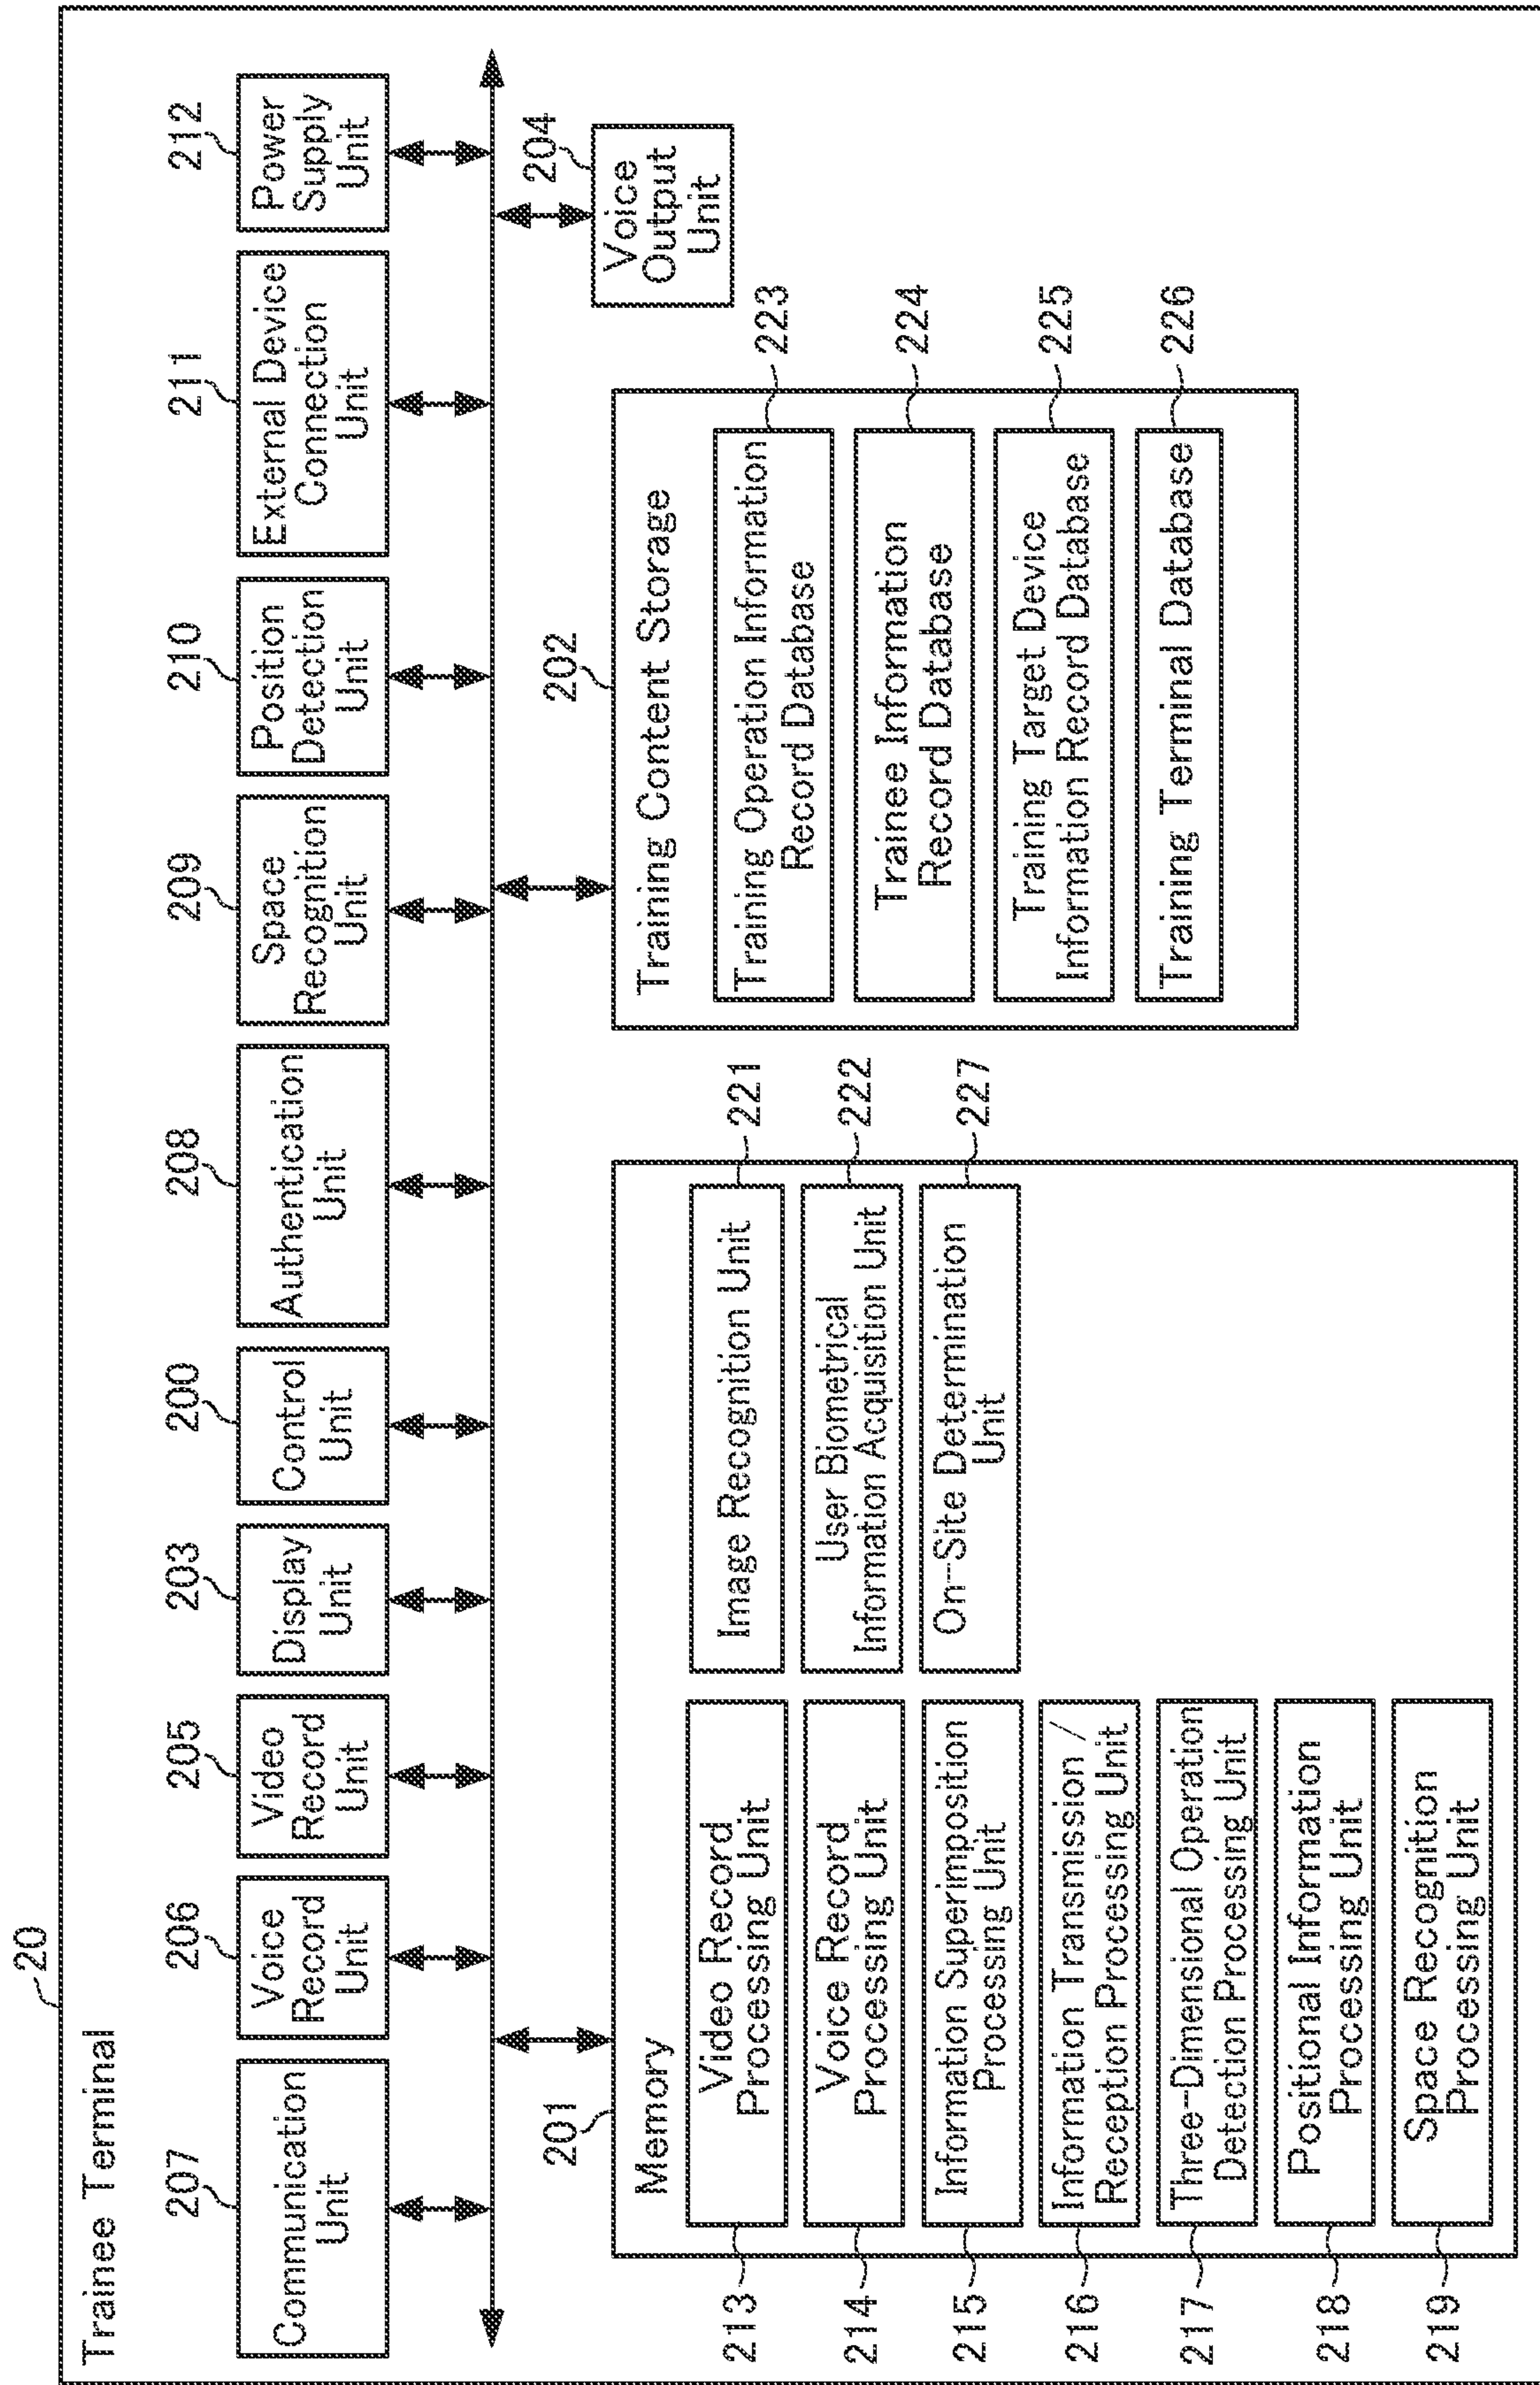 20
Trainee Terminal
207
Communication
Unit
206
Voice
Record
Unit
205
Video
Record
Unit
203
Display
Unit
200
Control
Unit
208
Authentication
Unit
209
Space
Recognition
Unit
210
Position
Detection
Unit
211
External Device
Connection
Unit
212
Power
Supply
Unit
201
Memory
213
Video Record
Processing Unit
214
Voice Record
Processing Unit
215
Information Superimposition
Processing Unit
216
Information Transmission /
Reception Processing Unit
217
Three-Dimensional Operation
Detection Processing Unit
218
Positional Information
Processing Unit
219
Space Recognition
Processing Unit
Image Recognition Unit
221
User Biometrical
Information Acquisition Unit
222
On-Site Determination
Unit
227
202
Training Content Storage
Training Operation Information
Record Database
223
Trainee Information
Record Database
224
Training Target Device
Information Record Database
225
Training Terminal Database
226
204
Voice
Output
Unit